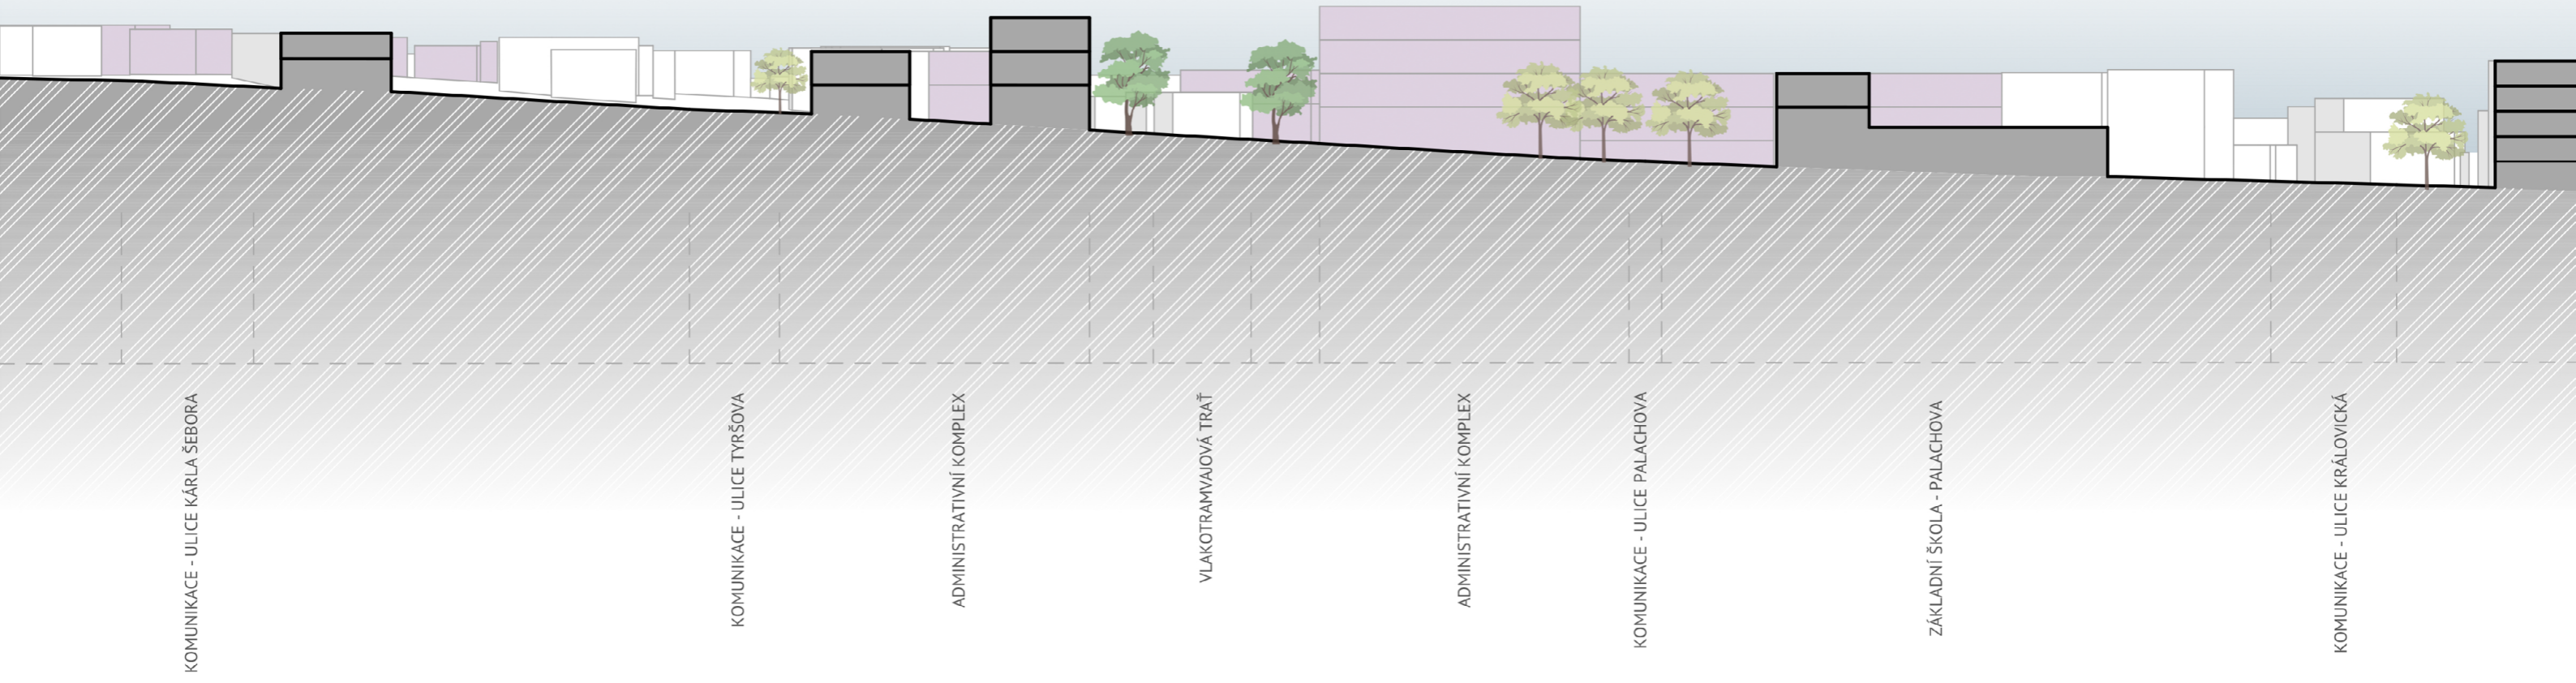 KOMUNIKACE - ULICE KÁRLA ŠEBORA
KOMUNIKACE - ULICE TYRŠOVA
ADMINISTRATIVNÍ KOMPLEX
VLAKOTRAMVAJOVÁ TRAŤ
ADMINISTRATIVNÍ KOMPLEX
KOMUNIKACE - ULICE PALACHOVA
ZÁKLADNÍ ŠKOLA - PALACHOVA
KOMUNIKACE - ULICE KRÁLOVICKÁ